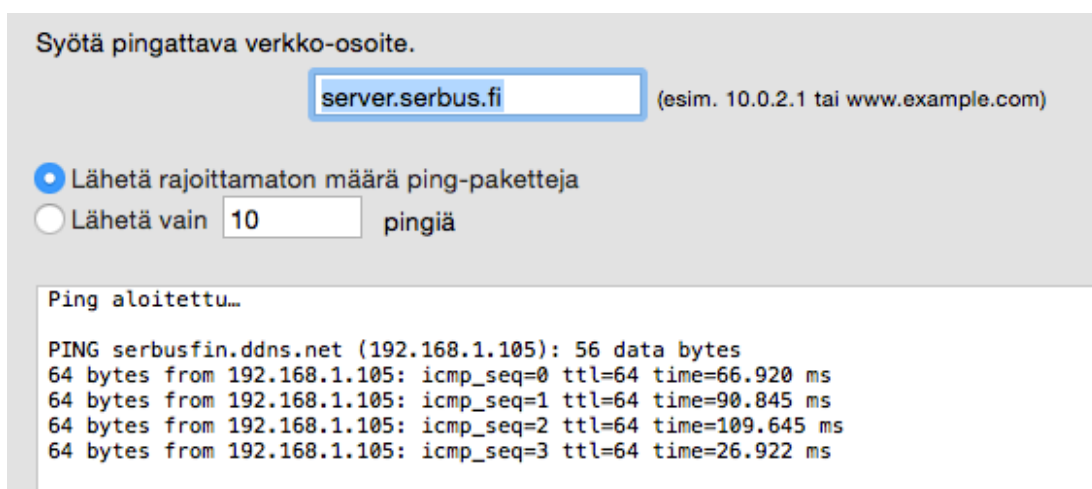 Syötä pingattava verkko-osoite.
server.serbus.fi (esim. 10.0.2.1 tai www.example.com)
Lähetä rajoittamaton määrä ping-paketteja
Lähetä vain 10 pingiä
Ping aloitettu…
PING serbusfin.ddns.net (192.168.1.105): 56 data bytes
64 bytes from 192.168.1.105: icmp_seq=0 ttl=64 time=66.920 ms
64 bytes from 192.168.1.105: icmp_seq=1 ttl=64 time=90.845 ms
64 bytes from 192.168.1.105: icmp_seq=2 ttl=64 time=109.645 ms
64 bytes from 192.168.1.105: icmp_seq=3 ttl=64 time=26.922 ms